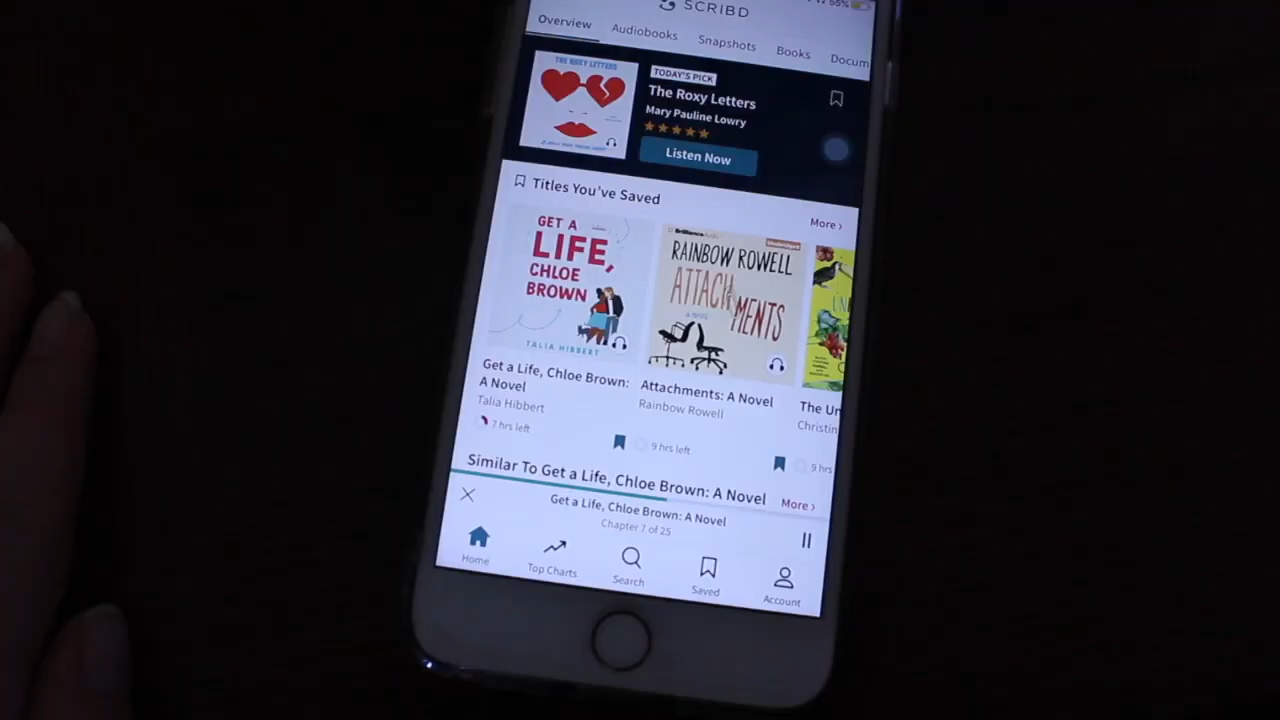 55%
SCRIBD
Overview Audiobooks Snapshots Books Docum
THE ROXY LETTERS
TODAY'S PICK
The Roxy Letters
Mary Pauline Lowry
Listen Now
Titles You've Saved
More ›
GET A
LIFE,
CHLOE
BROWN
TALIA HIBBERT
RAINBOW ROWELL
ATTACHMENTS
a novel
UN
Get a Life, Chloe Brown:
A Novel
Talia Hibbert
7 hrs left
Attachments: A Novel
Rainbow Rowell
9 hrs left
The Un
Christin
9 hrs
Similar To Get a Life, Chloe Brown: A Novel
More ›
Get a Life, Chloe Brown: A Novel
Chapter 7 of 25
Home Top Charts Search Saved Account